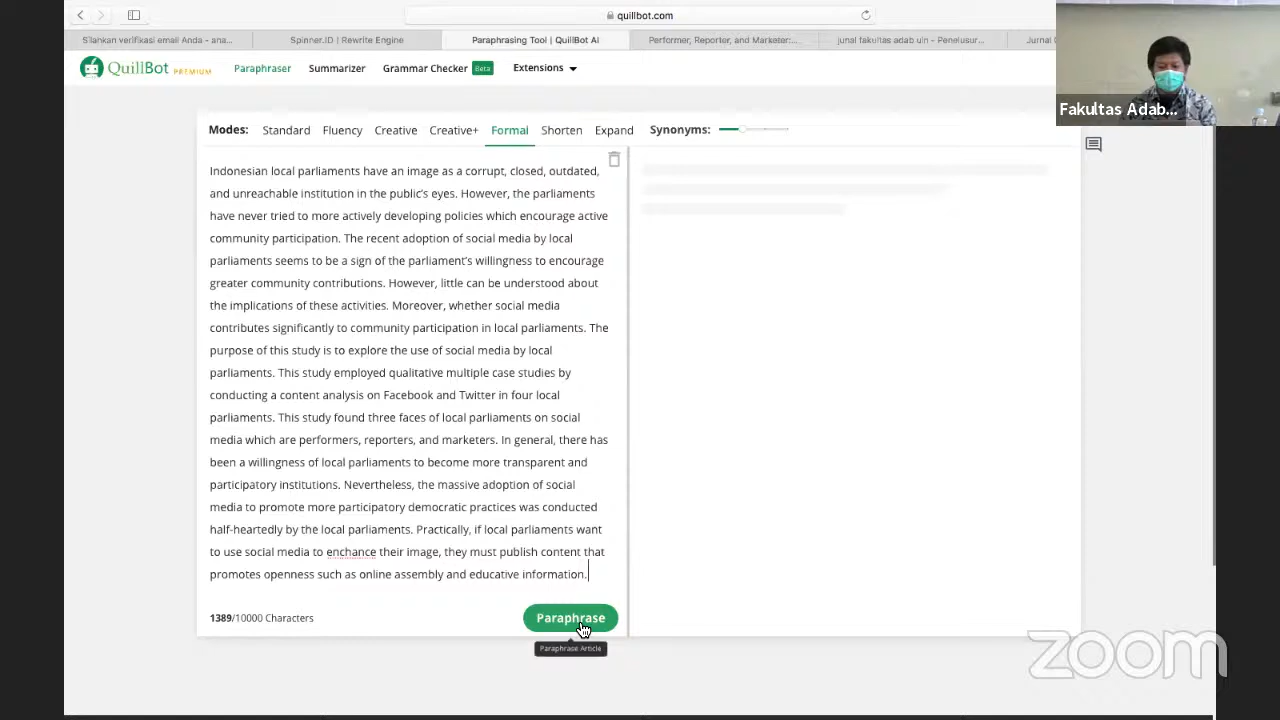 quillbot.com
Silahkan verifikasi email Anda - ana...
Spinner.ID | Rewrite Engine
Paraphrasing Tool | QuillBot AI
Performer, Reporter, and Marketer:...
junal fakultas adab uin - Penelusur...
Jurnal
QuillBot PREMIUM
Paraphraser
Summarizer
Grammar Checker Beta
Extensions
Fakultas Adab...
Modes: Standard Fluency Creative Creative+ Formal Shorten Expand Synonyms:
Indonesian local parliaments have an image as a corrupt, closed, outdated,
and unreachable institution in the public's eyes. However, the parliaments
have never tried to more actively developing policies which encourage active
community participation. The recent adoption of social media by local
parliaments seems to be a sign of the parliament's willingness to encourage
greater community contributions. However, little can be understood about
the implications of these activities. Moreover, whether social media
contributes significantly to community participation in local parliaments. The
purpose of this study is to explore the use of social media by local
parliaments. This study employed qualitative multiple case studies by
conducting a content analysis on Facebook and Twitter in four local
parliaments. This study found three faces of local parliaments on social
media which are performers, reporters, and marketers. In general, there has
been a willingness of local parliaments to become more transparent and
participatory institutions. Nevertheless, the massive adoption of social
media to promote more participatory democratic practices was conducted
half-heartedly by the local parliaments. Practically, if local parliaments want
to use social media to enchance their image, they must publish content that
promotes openness such as online assembly and educative information.
1389/10000 Characters
Paraphrase
Paraphrase Article
zoom